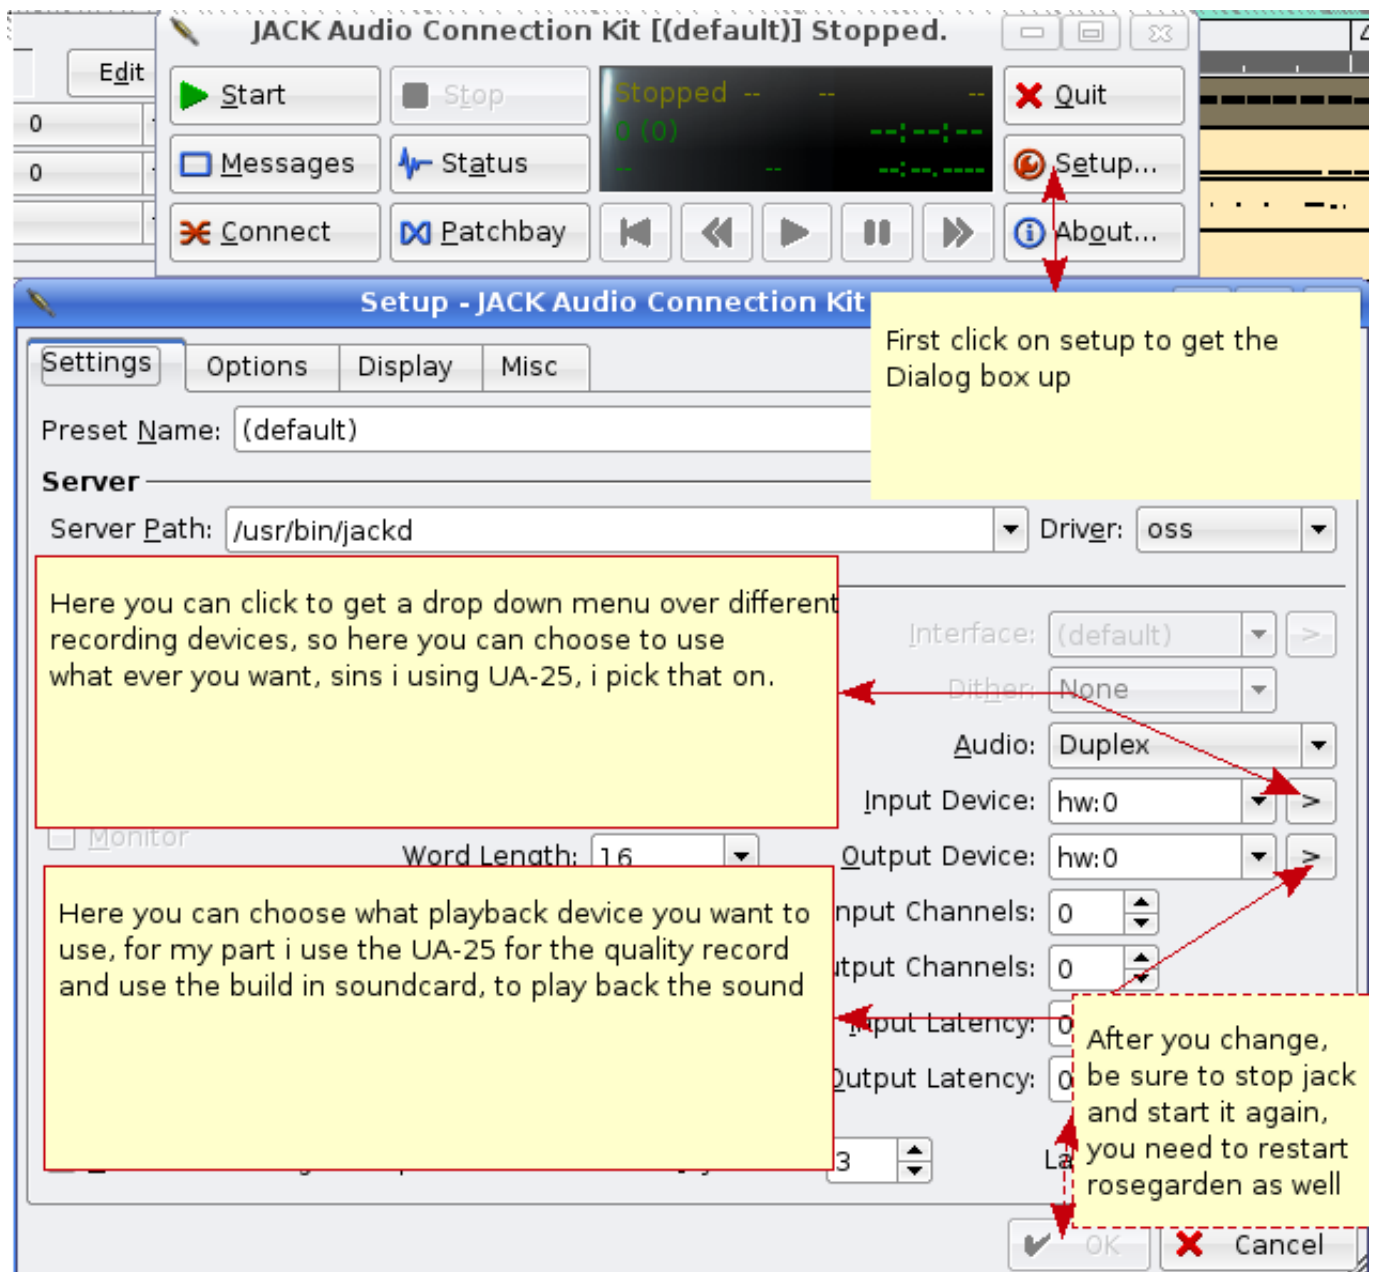 JACK Audio Connection Kit [(default)] Stopped.
Edit
Start
Stop
Stopped -- -- --
Quit
0
0 (0) --:--:--
Messages
Status
-- -- --:--.----
Setup...
0
Connect
Patchbay
About...
Setup - JACK Audio Connection Kit
First click on setup to get the
Dialog box up
Settings Options Display Misc
Preset Name: (default)
Server
Server Path: /usr/bin/jackd Driver: oss
Here you can click to get a drop down menu over different
recording devices, so here you can choose to use
what ever you want, sins i using UA-25, i pick that on.
Interface: (default) >
Dither: None
Audio: Duplex
Input Device: hw:0 >
Monitor
Word Length: 16
Output Device: hw:0 >
Here you can choose what playback device you want to
use, for my part i use the UA-25 for the quality record
and use the build in soundcard, to play back the sound
nput Channels: 0
tput Channels: 0
Input Latency: 0
Output Latency: 0
After you change,
be sure to stop jack
and start it again,
you need to restart
rosegarden as well
3
La
OK Cancel